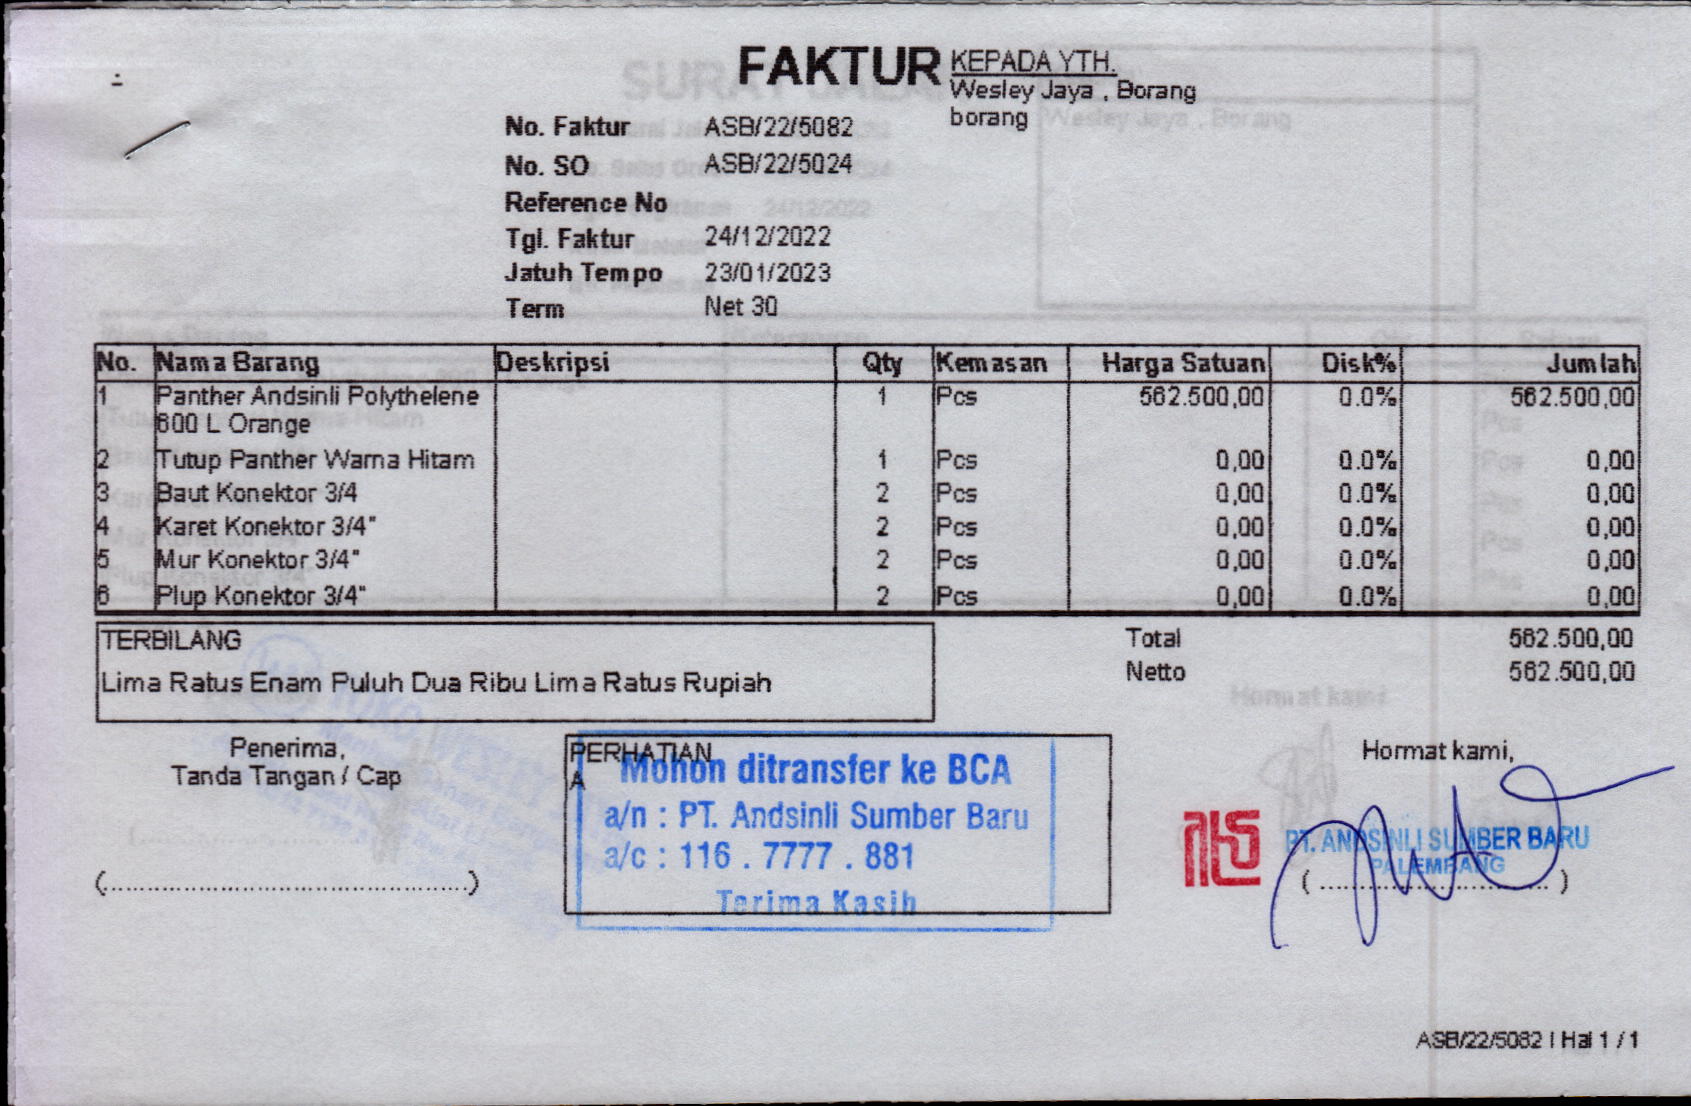 FAKTUR
KEPADA YTH.
Wesley Jaya , Borang
borang
No. Faktur ASB/22/5082
No. SO ASB/22/5024
Reference No
Tgl. Faktur 24/12/2022
Jatuh Tempo 23/01/2023
Term Net 30
No. Nama Barang Deskripsi Qty Kemasan Harga Satuan Disk% Jumlah
1 Panther Andsinli Polythelene 1 Pcs 562.500,00 0.0% 562.500,00
600 L Orange
2 Tutup Panther Warna Hitam 1 Pcs 0,00 0.0% 0,00
3 Baut Konektor 3/4 2 Pcs 0,00 0.0% 0,00
4 Karet Konektor 3/4" 2 Pcs 0,00 0.0% 0,00
5 Mur Konektor 3/4" 2 Pcs 0,00 0.0% 0,00
6 Plup Konektor 3/4" 2 Pcs 0,00 0.0% 0,00
TERBILANG
Lima Ratus Enam Puluh Dua Ribu Lima Ratus Rupiah
Total 562.500,00
Netto 562.500,00
Penerima,
Tanda Tangan / Cap
(..........................................)
PERHATIAN
A
Mohon ditransfer ke BCA
a/n : PT. Andsinli Sumber Baru
a/c : 116 . 7777 . 881
Terima Kasih
Hormat kami,
PT. ANDSINLI SUMBER BARU
PALEMBANG
( .............................. )
ASB/22/5082 | Hal 1 / 1